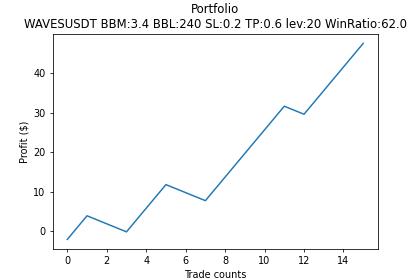 Portfolio
WAVESUSDT BBM:3.4 BBL:240 SL:0.2 TP:0.6 lev:20 WinRatio:62.0
Profit ($)
40
30
20
10
0
0 2 4 6 8 10 12 14
Trade counts